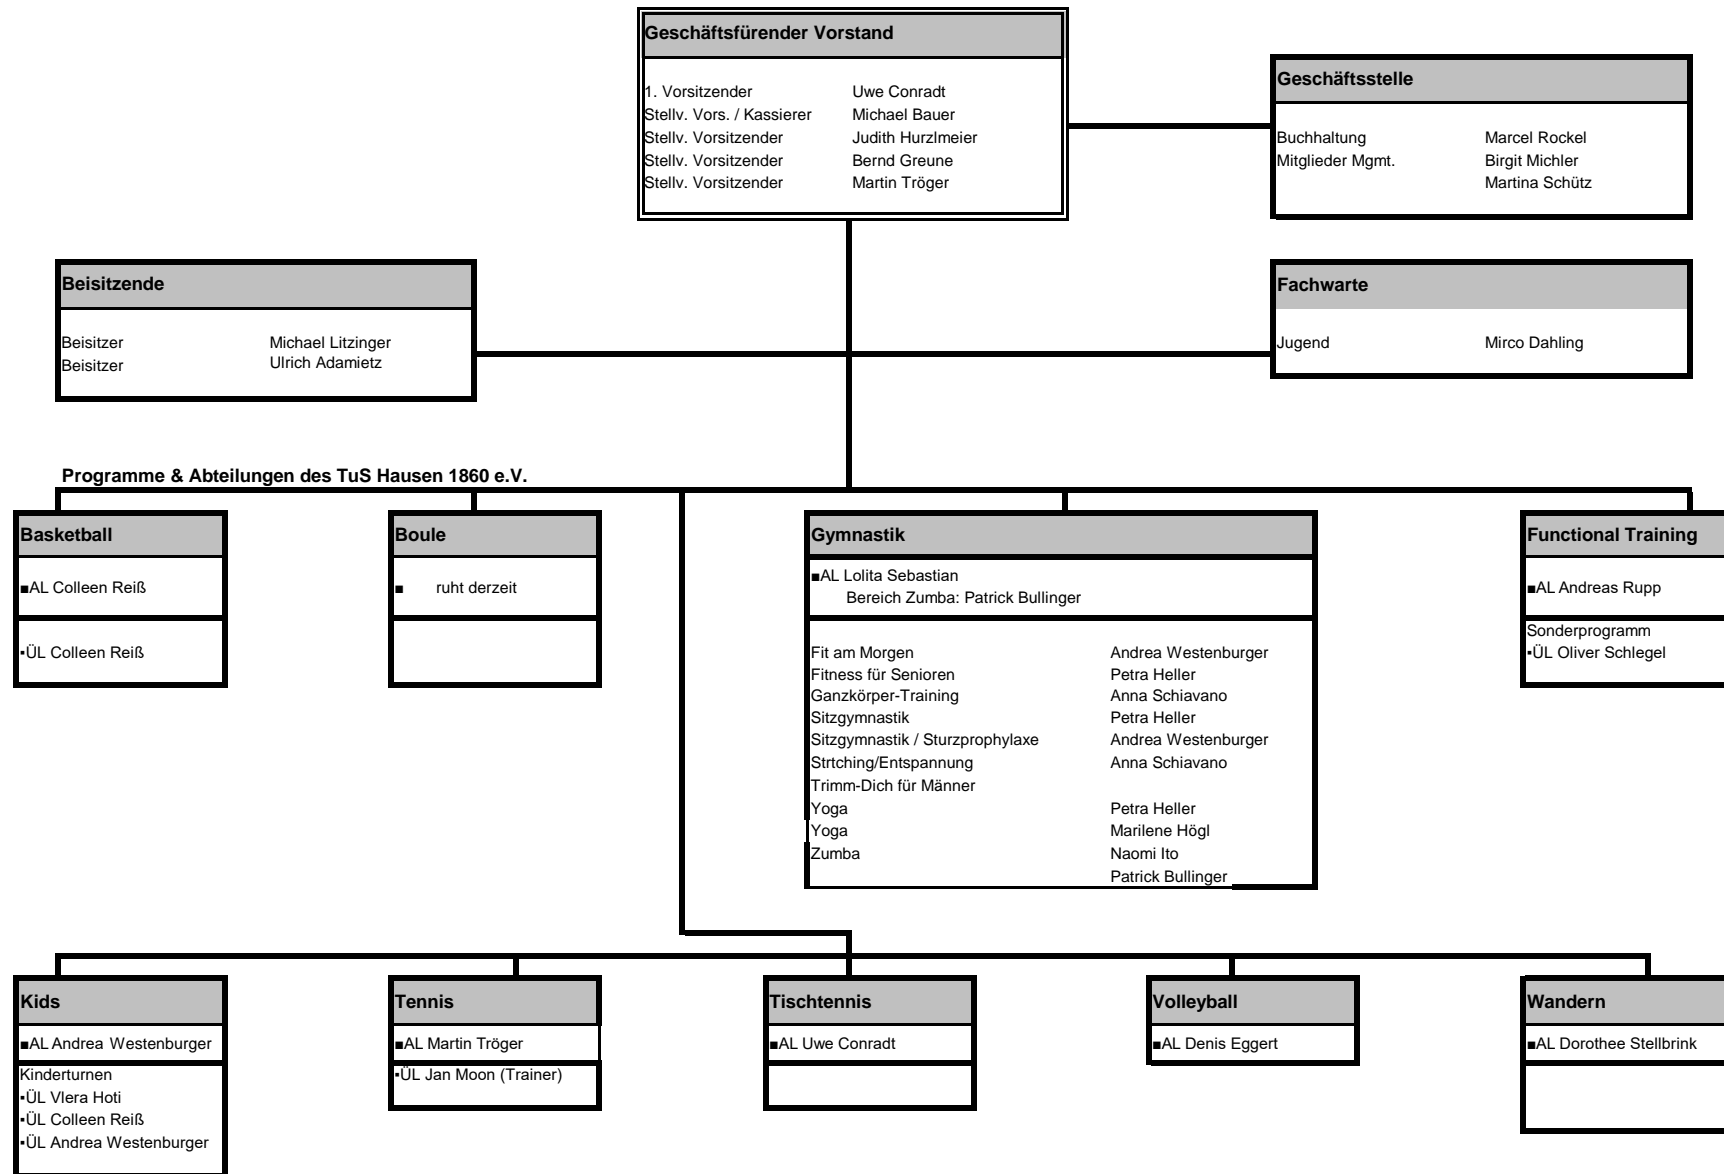 Geschäftsfürender Vorstand
1. Vorsitzender Uwe Conradt
Stellv. Vors. / Kassierer Michael Bauer
Stellv. Vorsitzender Judith Hurzlmeier
Stellv. Vorsitzender Bernd Greune
Stellv. Vorsitzender Martin Tröger
Geschäftsstelle
Buchhaltung Marcel Rockel
Mitglieder Mgmt. Birgit Michler
Martina Schütz
Beisitzende
Beisitzer Michael Litzinger
Beisitzer Ulrich Adamietz
Fachwarte
Jugend Mirco Dahling
Programme & Abteilungen des TuS Hausen 1860 e.V.
Basketball
▪AL Colleen Reiß
▪ÜL Colleen Reiß
Boule
▪ ruht derzeit
Gymnastik
▪AL Lolita Sebastian
Bereich Zumba: Patrick Bullinger
Fit am Morgen Andrea Westenburger
Fitness für Senioren Petra Heller
Ganzkörper-Training Anna Schiavano
Sitzgymnastik Petra Heller
Sitzgymnastik / Sturzprophylaxe Andrea Westenburger
Strtching/Entspannung Anna Schiavano
Trimm-Dich für Männer
Yoga Petra Heller
Yoga Marilene Högl
Zumba Naomi Ito
Patrick Bullinger
Functional Training
▪AL Andreas Rupp
Sonderprogramm
▪ÜL Oliver Schlegel
Kids
▪AL Andrea Westenburger
Kinderturnen
▪ÜL Vlera Hoti
▪ÜL Colleen Reiß
▪ÜL Andrea Westenburger
Tennis
▪AL Martin Tröger
▪ÜL Jan Moon (Trainer)
Tischtennis
▪AL Uwe Conradt
Volleyball
▪AL Denis Eggert
Wandern
▪AL Dorothee Stellbrink